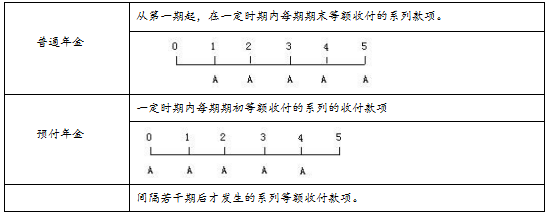 从第一期起，在一定时期内每期期末等额收付的系列款项。
普通年金
0 1 2 3 4 5
A A A A A
一定时期内每期期初等额收付的系列的收付款项
预付年金
0 1 2 3 4 5
A A A A A
间隔若干期后才发生的系列等额收付款项。